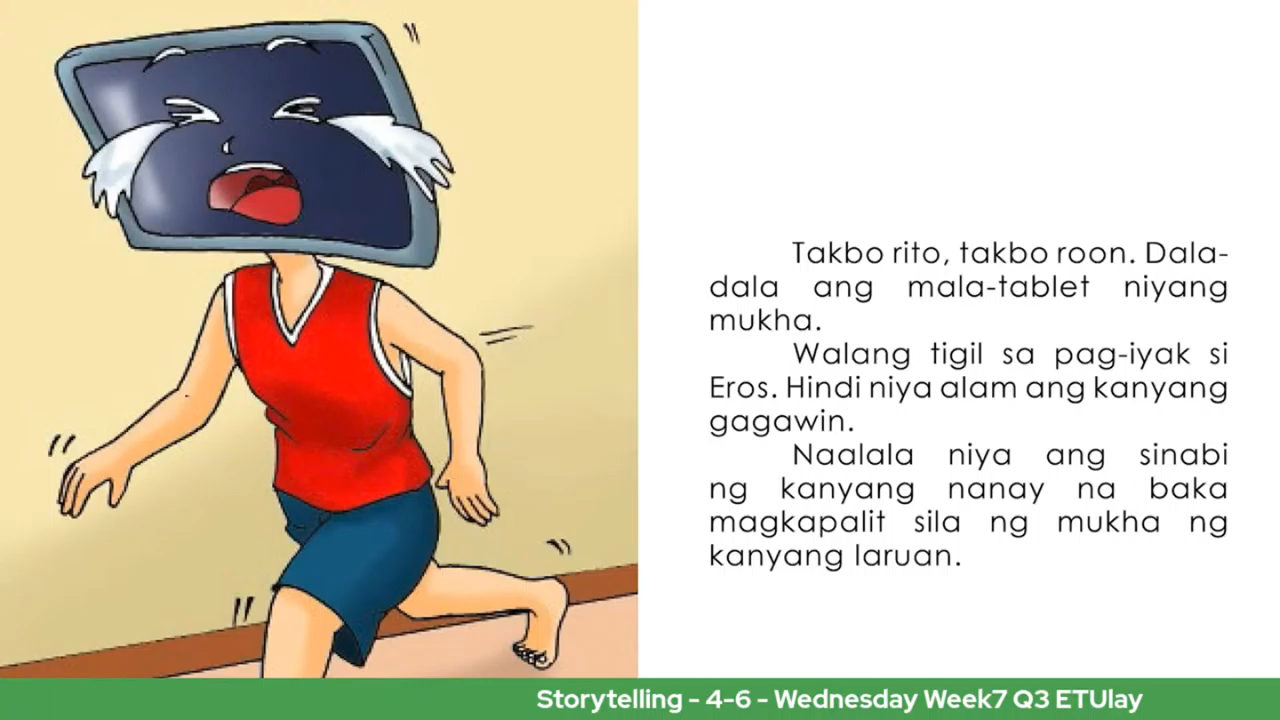 Takbo rito, takbo roon. Dala-
dala ang mala-tablet niyang
mukha.
Walang tigil sa pag-iyak si
Eros. Hindi niya alam ang kanyang
gagawin.
Naalala niya ang sinabi
ng kanyang nanay na baka
magkapalit sila ng mukha ng
kanyang laruan.
Storytelling - 4-6 - Wednesday Week7 Q3 ETUlay